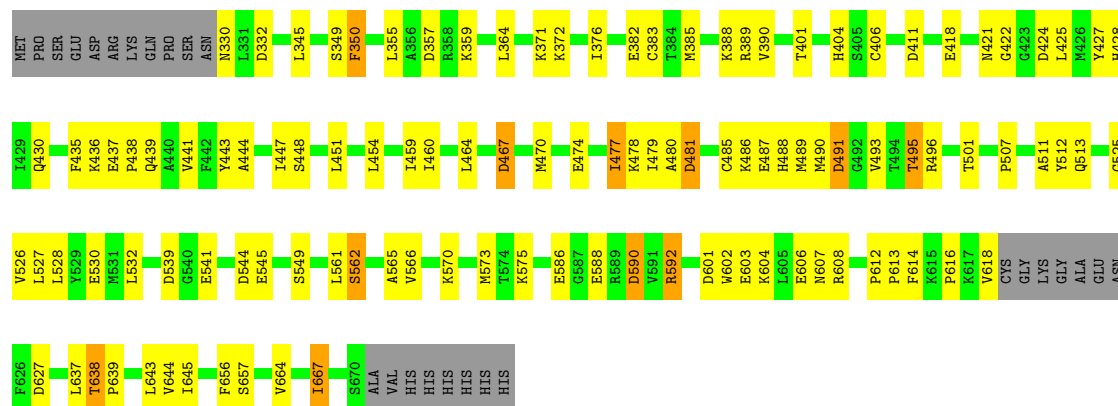 MET PRO SER GLU ASP ARG LYS GLN PRO SER ASN N330 L331 D332 L345 S349 F350 L355 A356 D357 R358 K359 L364 K371 K372 I376 E382 C383 T384 M385 K388 R389 V390 T401 H404 S405 C406 D411 E418 N421 G422 G423 D424 L425 M426 Y427 H428
I429 Q430 F435 K436 E437 P438 Q439 A440 V441 F442 Y443 A444 I447 S448 L451 L454 I459 I460 L464 D467 M470 E474 I477 K478 I479 A480 D481 C485 K486 E487 H488 M489 M490 D491 G492 V493 T494 T495 R496 T501 P507 A511 Y512 Q513 G525
V526 L527 L528 Y529 E530 M531 L532 D539 G540 E541 D544 E545 S549 L561 S562 A565 V566 K570 M573 T574 K575 E586 G587 E588 R589 D590 V591 R592 D601 W602 E603 K604 L605 E606 N607 R608 P612 P613 F614 K615 P616 K617 V618 CYS GLY LYS GLY ALA GLU ASN
F626 D627 L637 T638 P639 L643 V644 I645 F656 S657 V664 I667 S670 ALA VAL HIS HIS HIS HIS HIS HIS